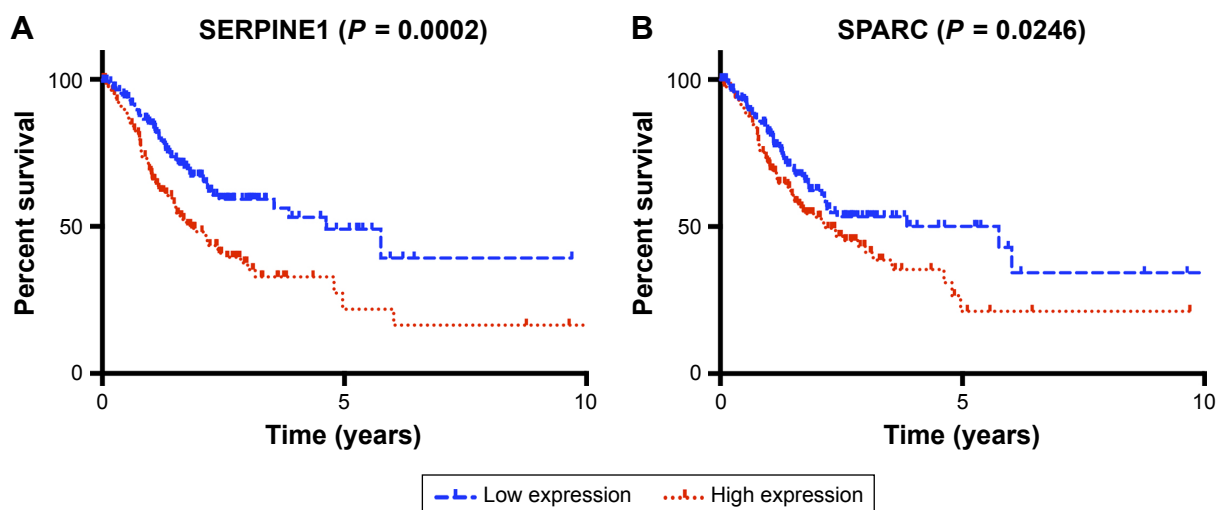 A
SERPINE1 (P = 0.0002)
Percent survival
100
50
0
0
5
10
Time (years)
B
SPARC (P = 0.0246)
Percent survival
100
50
0
0
5
10
Time (years)
Low expression
High expression